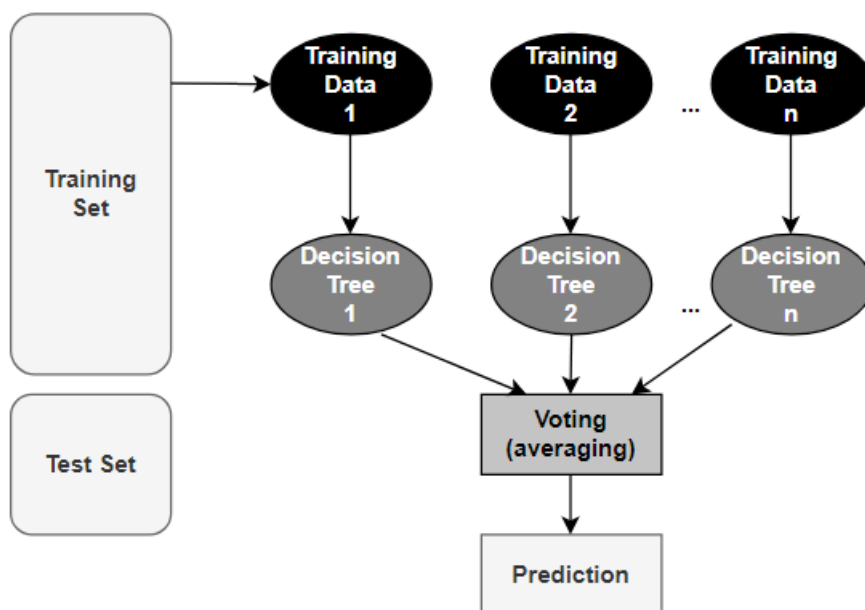 Training
Data
1
Training
Data
2
...
Training
Data
n
Training
Set
Decision
Tree
1
Decision
Tree
2
...
Decision
Tree
n
Voting
(averaging)
Test Set
Prediction